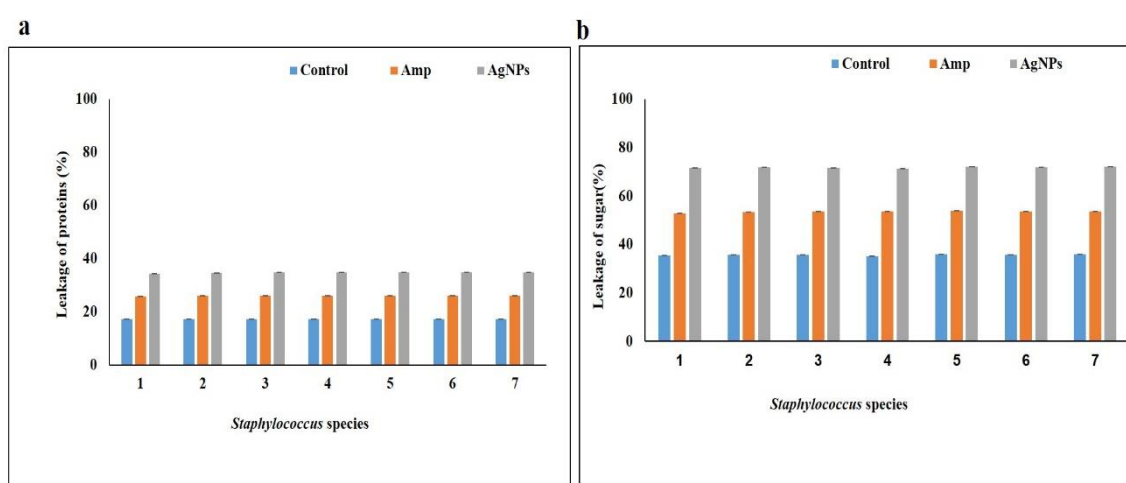 a
Control Amp AgNPs
100
80
60
40
20
0
Leakage of proteins (%)
1 2 3 4 5 6 7
Staphylococcus species
b
Control Amp AgNPs
100
80
60
40
20
0
Leakage of sugar(%)
1 2 3 4 5 6 7
Staphylococcus species